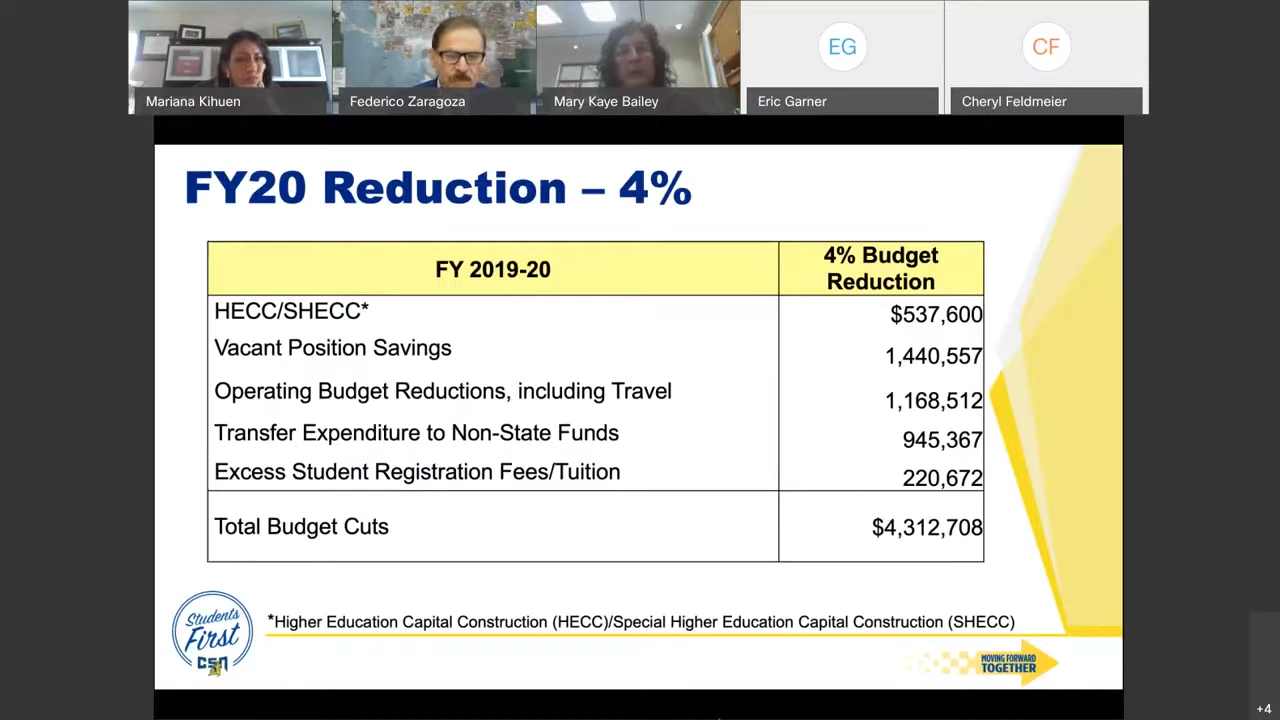 Mariana Kihuen
Federico Zaragoza
Mary Kaye Bailey
EG
Eric Garner
CF
Cheryl Feldmeier
FY20 Reduction – 4%
FY 2019-20
4% Budget
Reduction
HECC/SHECC*
$537,600
Vacant Position Savings
1,440,557
Operating Budget Reductions, including Travel
1,168,512
Transfer Expenditure to Non-State Funds
945,367
Excess Student Registration Fees/Tuition
220,672
Total Budget Cuts
$4,312,708
Students
First
CSN
*Higher Education Capital Construction (HECC)/Special Higher Education Capital Construction (SHECC)
MOVING FORWARD
TOGETHER
+4